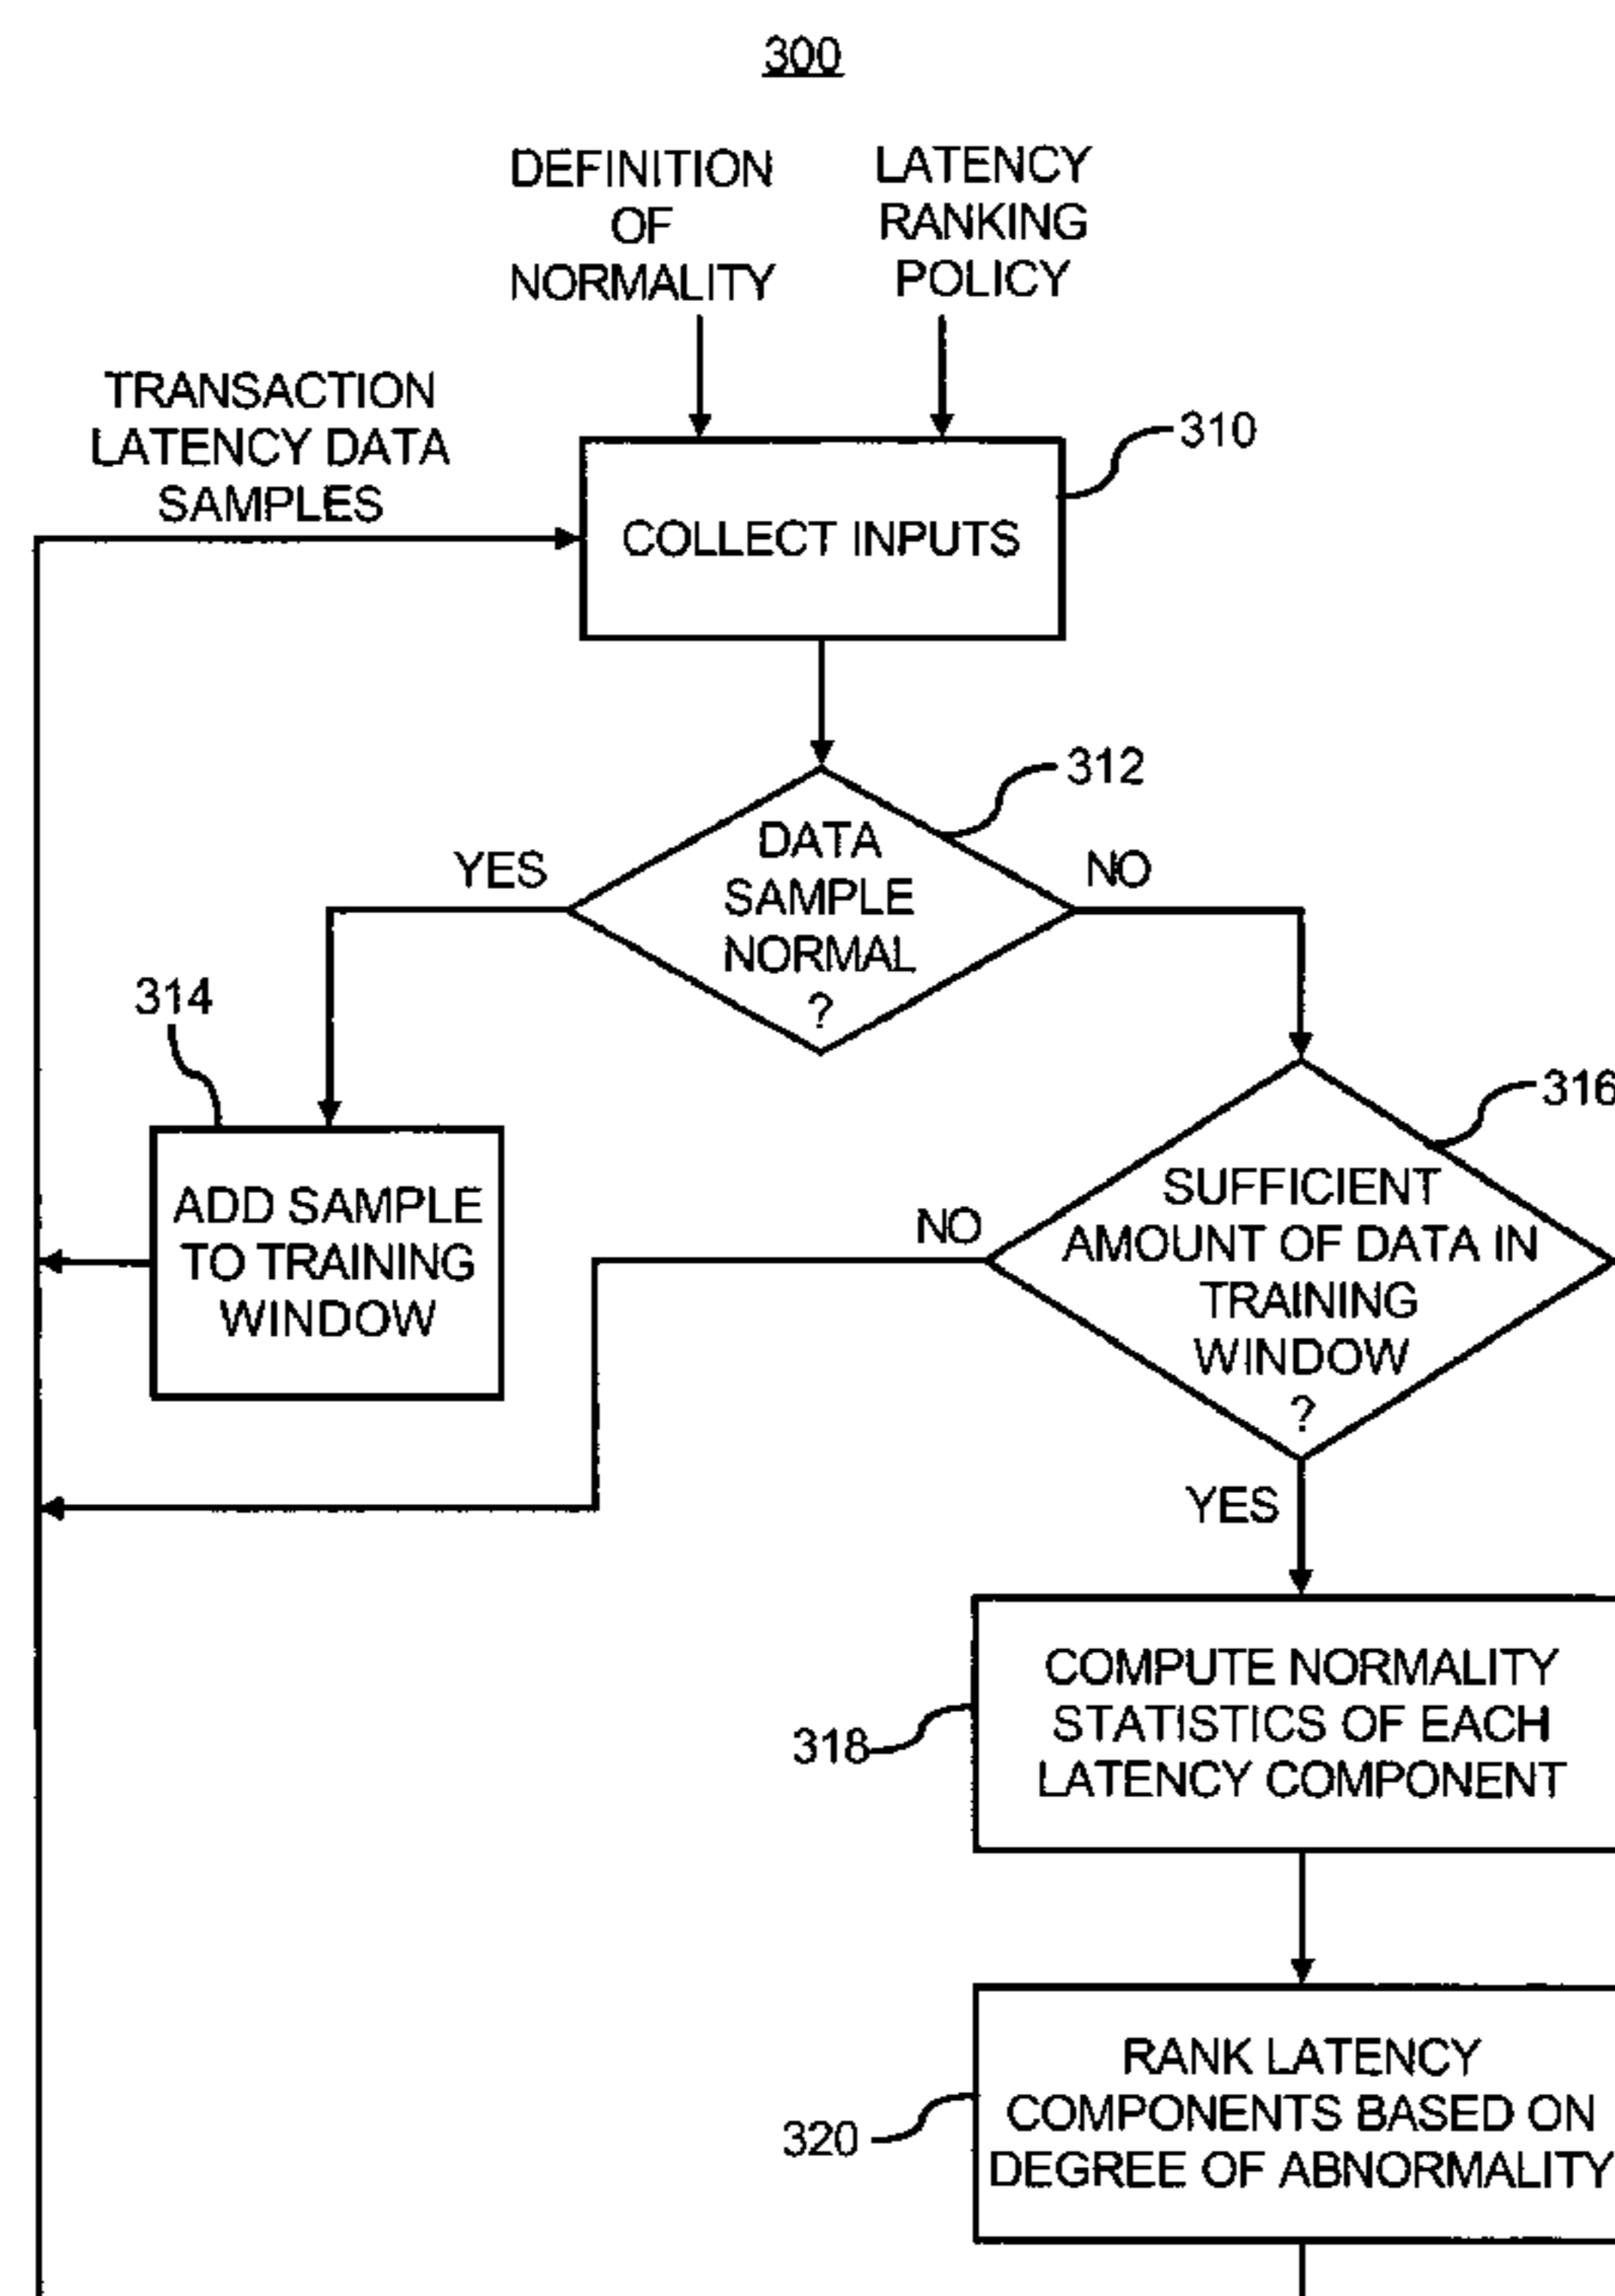 300
DEFINITION
OF
NORMALITY
LATENCY
RANKING
POLICY
TRANSACTION
LATENCY DATA
SAMPLES
310
COLLECT INPUTS
312
DATA
SAMPLE
NORMAL
?
YES
NO
314
ADD SAMPLE
TO TRAINING
WINDOW
316
SUFFICIENT
AMOUNT OF DATA IN
TRAINING
WINDOW
?
NO
YES
318
COMPUTE NORMALITY
STATISTICS OF EACH
LATENCY COMPONENT
320
RANK LATENCY
COMPONENTS BASED ON
DEGREE OF ABNORMALITY